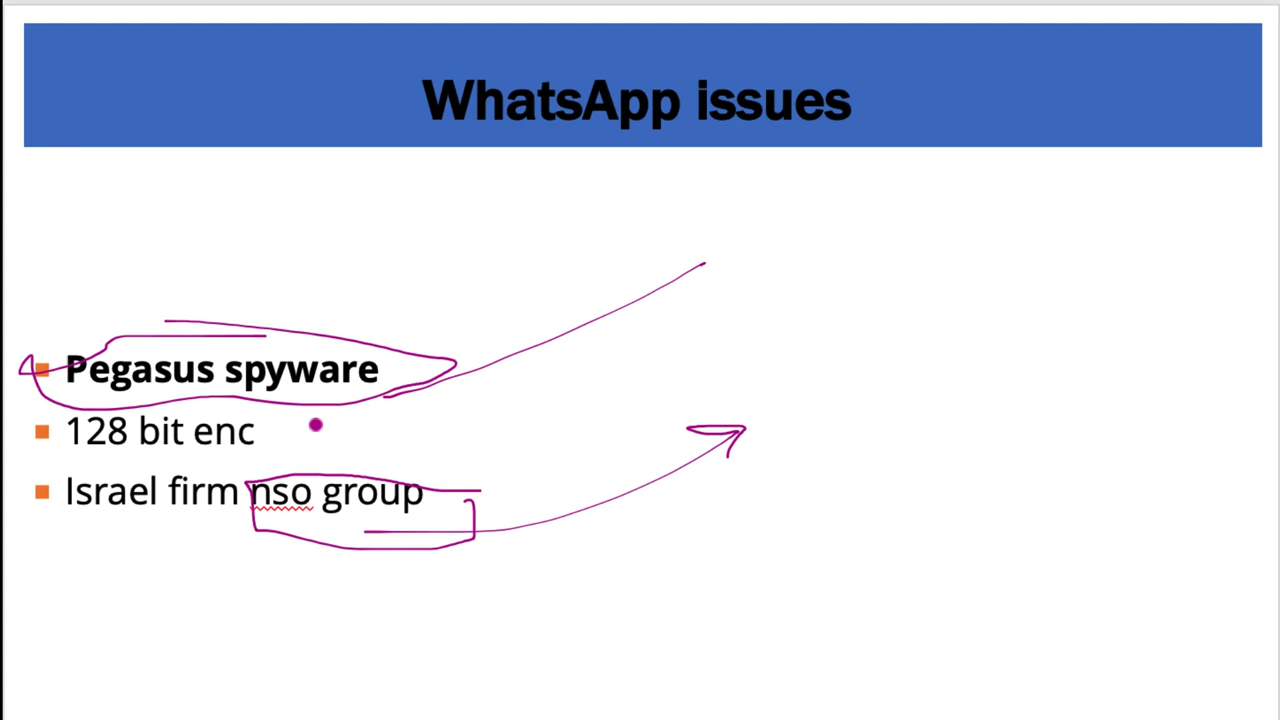 WhatsApp issues
Pegasus spyware
128 bit enc
Israel firm nso group